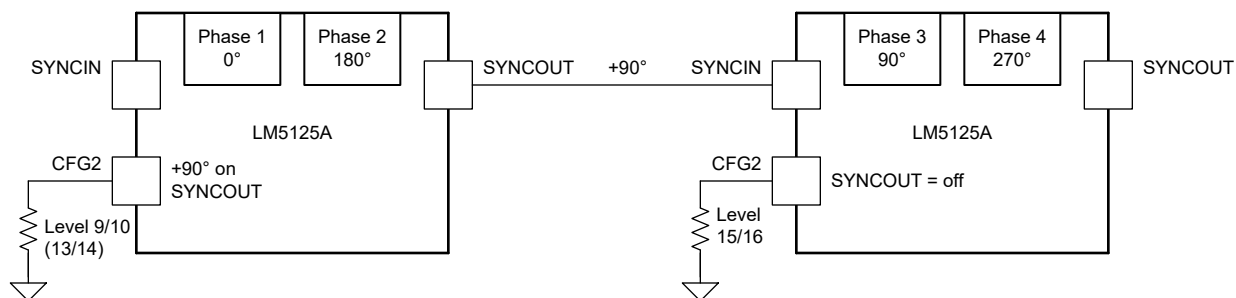 Phase 1
0°
Phase 2
180°
SYNCIN
SYNCOUT
LM5125A
CFG2
+90° on
SYNCOUT
Level 9/10
(13/14)
+90°
Phase 3
90°
Phase 4
270°
SYNCIN
SYNCOUT
LM5125A
CFG2
SYNCOUT = off
Level
15/16